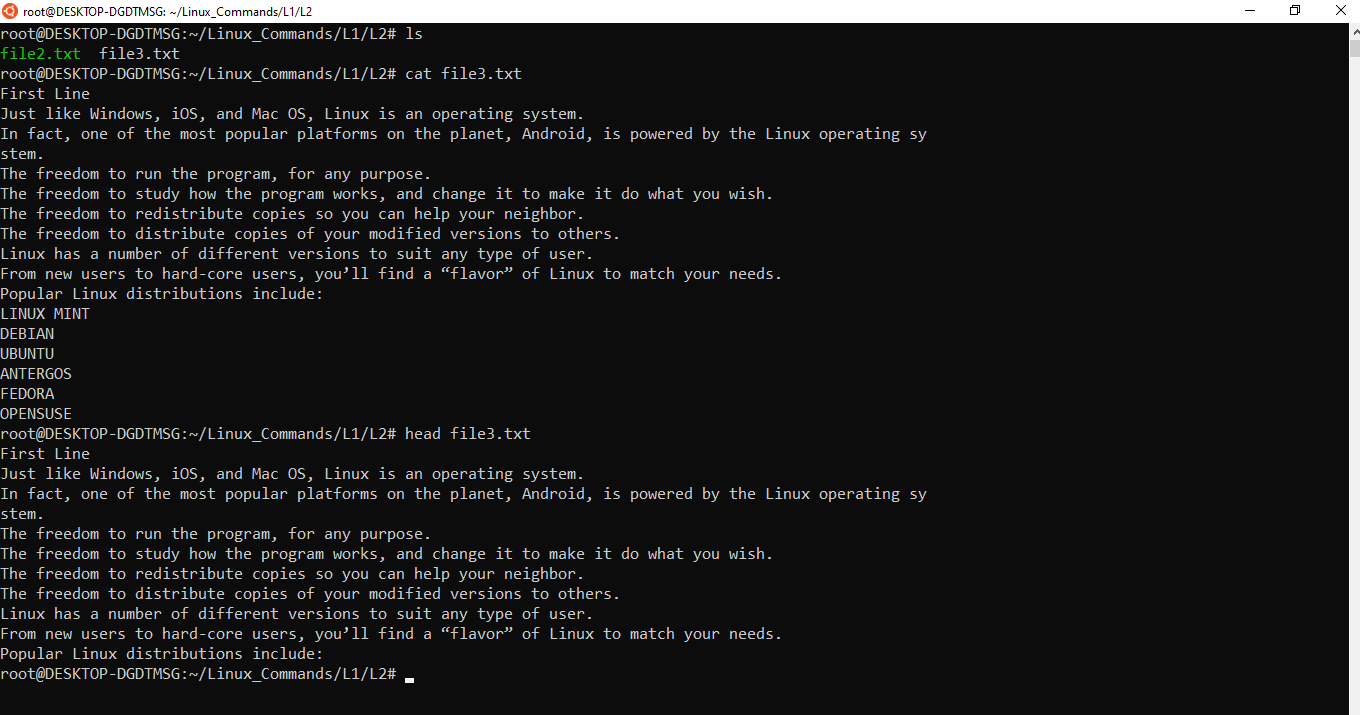 root@DESKTOP-DGDTMSG: ~/Linux_Commands/L1/L2
root@DESKTOP-DGDTMSG:~/Linux_Commands/L1/L2# ls
file2.txt  file3.txt
root@DESKTOP-DGDTMSG:~/Linux_Commands/L1/L2# cat file3.txt
First Line
Just like Windows, iOS, and Mac OS, Linux is an operating system.
In fact, one of the most popular platforms on the planet, Android, is powered by the Linux operating sy
stem.
The freedom to run the program, for any purpose.
The freedom to study how the program works, and change it to make it do what you wish.
The freedom to redistribute copies so you can help your neighbor.
The freedom to distribute copies of your modified versions to others.
Linux has a number of different versions to suit any type of user.
From new users to hard-core users, you’ll find a “flavor” of Linux to match your needs.
Popular Linux distributions include:
LINUX MINT
DEBIAN
UBUNTU
ANTERGOS
FEDORA
OPENSUSE
root@DESKTOP-DGDTMSG:~/Linux_Commands/L1/L2# head file3.txt
First Line
Just like Windows, iOS, and Mac OS, Linux is an operating system.
In fact, one of the most popular platforms on the planet, Android, is powered by the Linux operating sy
stem.
The freedom to run the program, for any purpose.
The freedom to study how the program works, and change it to make it do what you wish.
The freedom to redistribute copies so you can help your neighbor.
The freedom to distribute copies of your modified versions to others.
Linux has a number of different versions to suit any type of user.
From new users to hard-core users, you’ll find a “flavor” of Linux to match your needs.
Popular Linux distributions include:
root@DESKTOP-DGDTMSG:~/Linux_Commands/L1/L2#